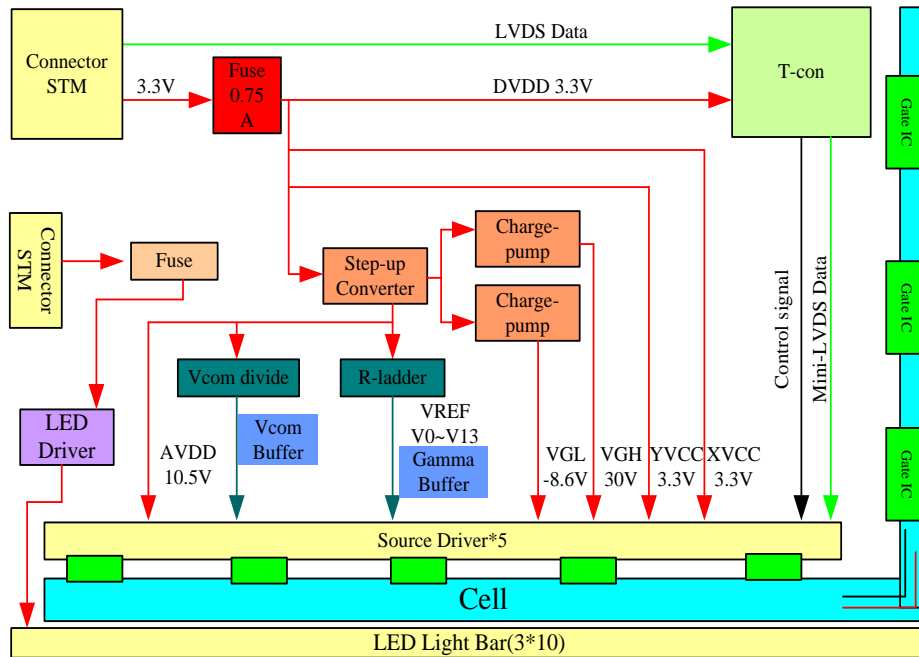 LVDS Data
Connector
STM
T-con
3.3V
Fuse
0.75
A
DVDD 3.3V
Gate IC
Connector
STM
Fuse
Step-up
Converter
Charge-
pump
Charge-
pump
Control signal
Mini-LVDS Data
Gate IC
Vcom divide
R-ladder
LED
Driver
Vcom
Buffer
VREF
V0~V13
Gamma
Buffer
AVDD
10.5V
VGL
-8.6V
VGH
30V
YVCC
3.3V
XVCC
3.3V
Gate IC
Source Driver*5
Cell
LED Light Bar(3*10)